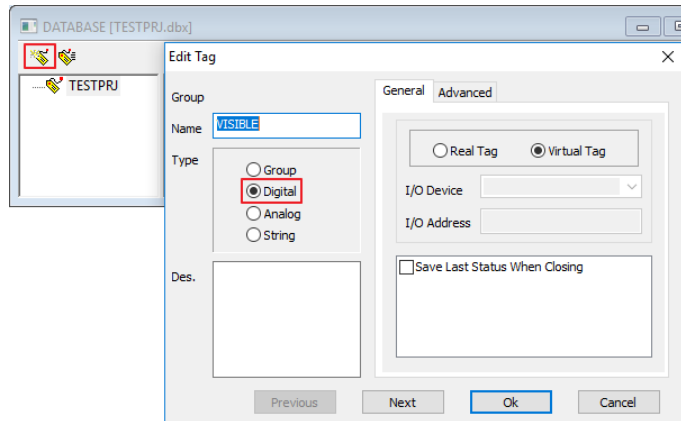 DATABASE [TESTPRJ.dbx]
TESTPRJ
Edit Tag
Group
Name VISIBLE
Type
Group
Digital
Analog
String
Des.
General Advanced
Real Tag Virtual Tag
I/O Device
I/O Address
Save Last Status When Closing
Previous Next Ok Cancel